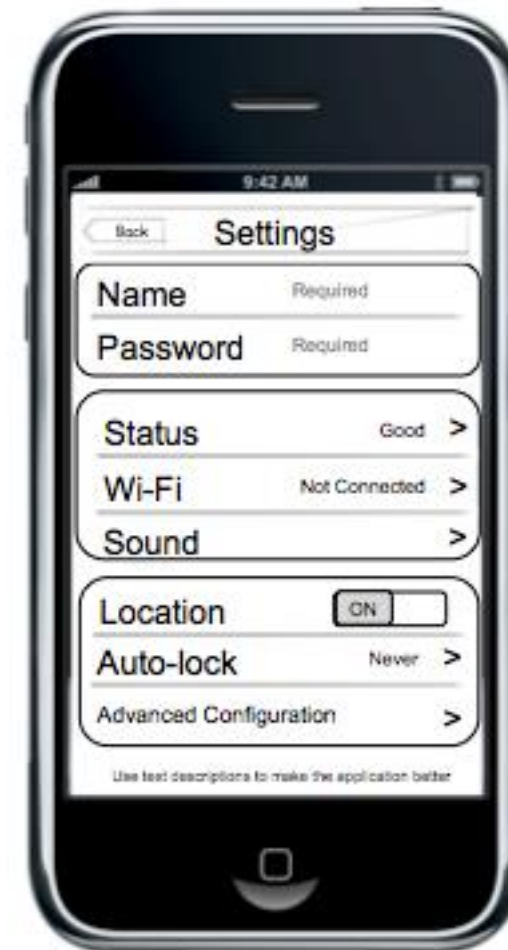 9:42 AM
Back Settings
Name Required
Password Required
Status Good >
Wi-Fi Not Connected >
Sound >
Location ON
Auto-lock Never >
Advanced Configuration >
Use text descriptions to make the application better